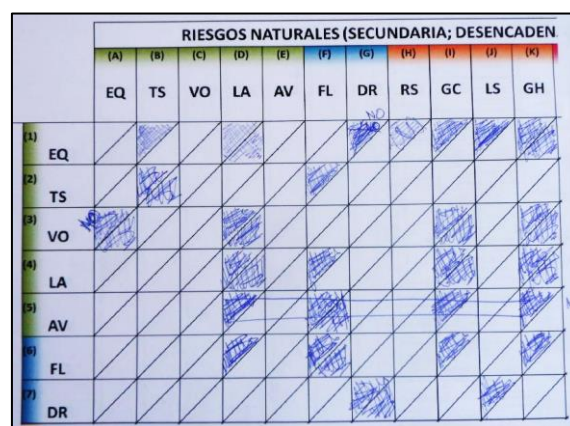 RIESGOS NATURALES (SECUNDARIA; DESENCADEN
(A) (B) (C) (D) (E) (F) (G) (H) (I) (J) (K)
EQ TS VO LA AV FL DR RS GC LS GH
NO
(1) EQ NO
(2) TS
(3) VO NO
(4) LA
(5) AV
(6) FL
(7) DR